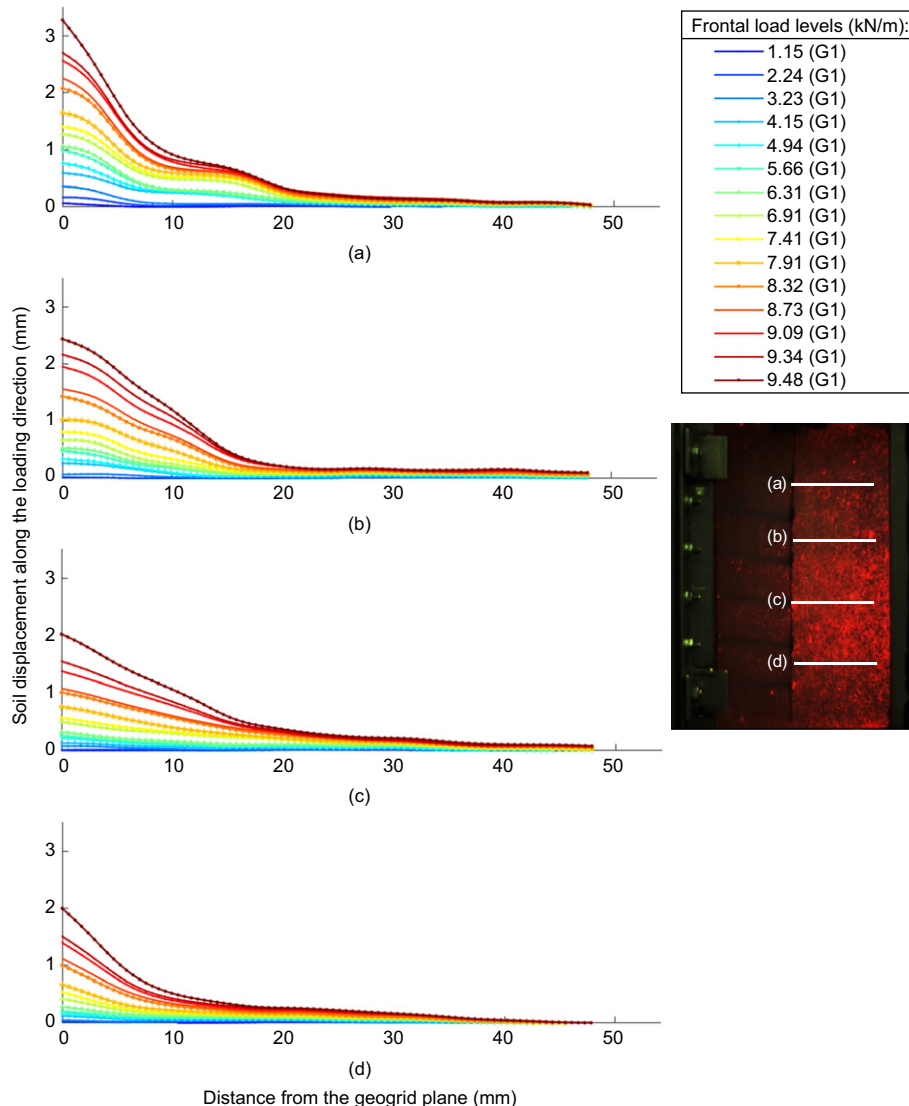 3
2
1
0
0
10
20
30
40
50
(a)
3
2
1
0
0
10
20
30
40
50
(b)
3
2
1
0
0
10
20
30
40
50
(c)
3
2
1
0
0
10
20
30
40
50
(d)
Soil displacement along the loading direction (mm)
Distance from the geogrid plane (mm)
Frontal load levels (kN/m):
1.15 (G1)
2.24 (G1)
3.23 (G1)
4.15 (G1)
4.94 (G1)
5.66 (G1)
6.31 (G1)
6.91 (G1)
7.41 (G1)
7.91 (G1)
8.32 (G1)
8.73 (G1)
9.09 (G1)
9.34 (G1)
9.48 (G1)
(a)
(b)
(c)
(d)